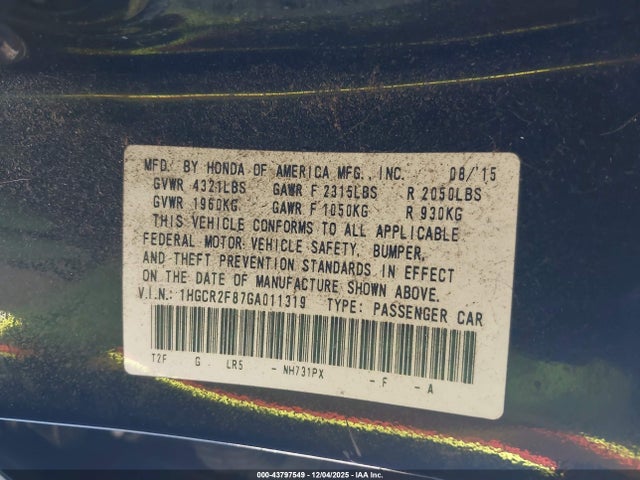 MFD. BY HONDA OF AMERICA MFG., INC. 08/'15
GVWR 4321LBS GAWR F 2315LBS R 2050LBS
GVWR 1960KG GAWR F 1050KG R 930KG
THIS VEHICLE CONFORMS TO ALL APPLICABLE
FEDERAL MOTOR VEHICLE SAFETY, BUMPER,
AND THEFT PREVENTION STANDARDS IN EFFECT
ON THE DATE OF MANUFACTURE SHOWN ABOVE.
V.I.N.: 1HGCR2F87GA011319 TYPE: PASSENGER CAR
T2F G LR5 - NH731PX - F - A
000-43797549 - 12/04/2025 - IAA Inc.